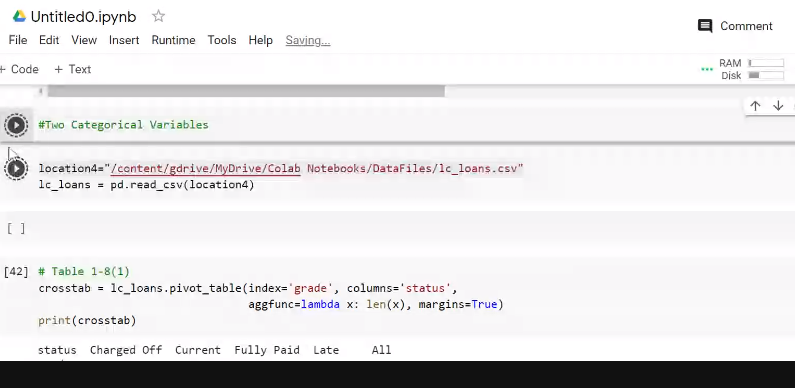 Untitled0.ipynb
Comment
File Edit View Insert Runtime Tools Help Saving...
+ Code + Text
RAM
Disk
#Two Categorical Variables
location4="/content/gdrive/MyDrive/Colab Notebooks/DataFiles/lc_loans.csv"
lc_loans = pd.read_csv(location4)
[ ]
[42] # Table 1-8(1)
crosstab = lc_loans.pivot_table(index='grade', columns='status',
aggfunc=lambda x: len(x), margins=True)
print(crosstab)
status Charged Off Current Fully Paid Late All